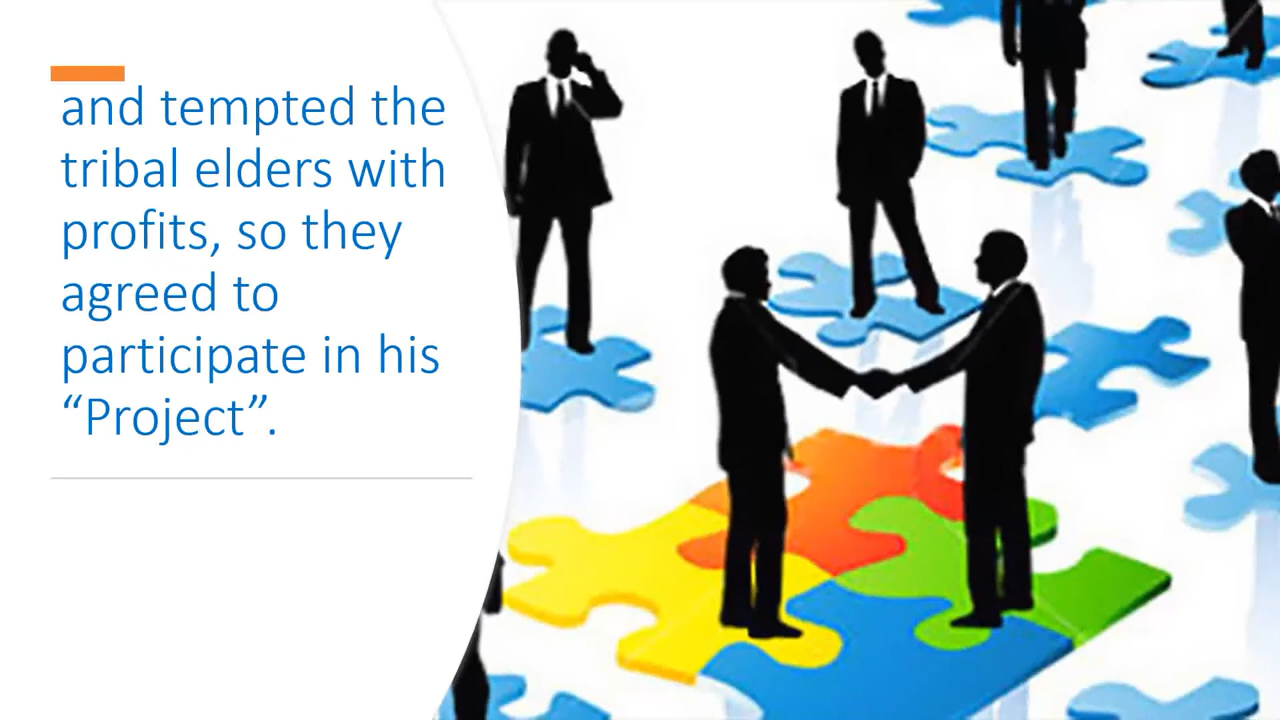 and tempted the
tribal elders with
profits, so they
agreed to
participate in his
“Project”.